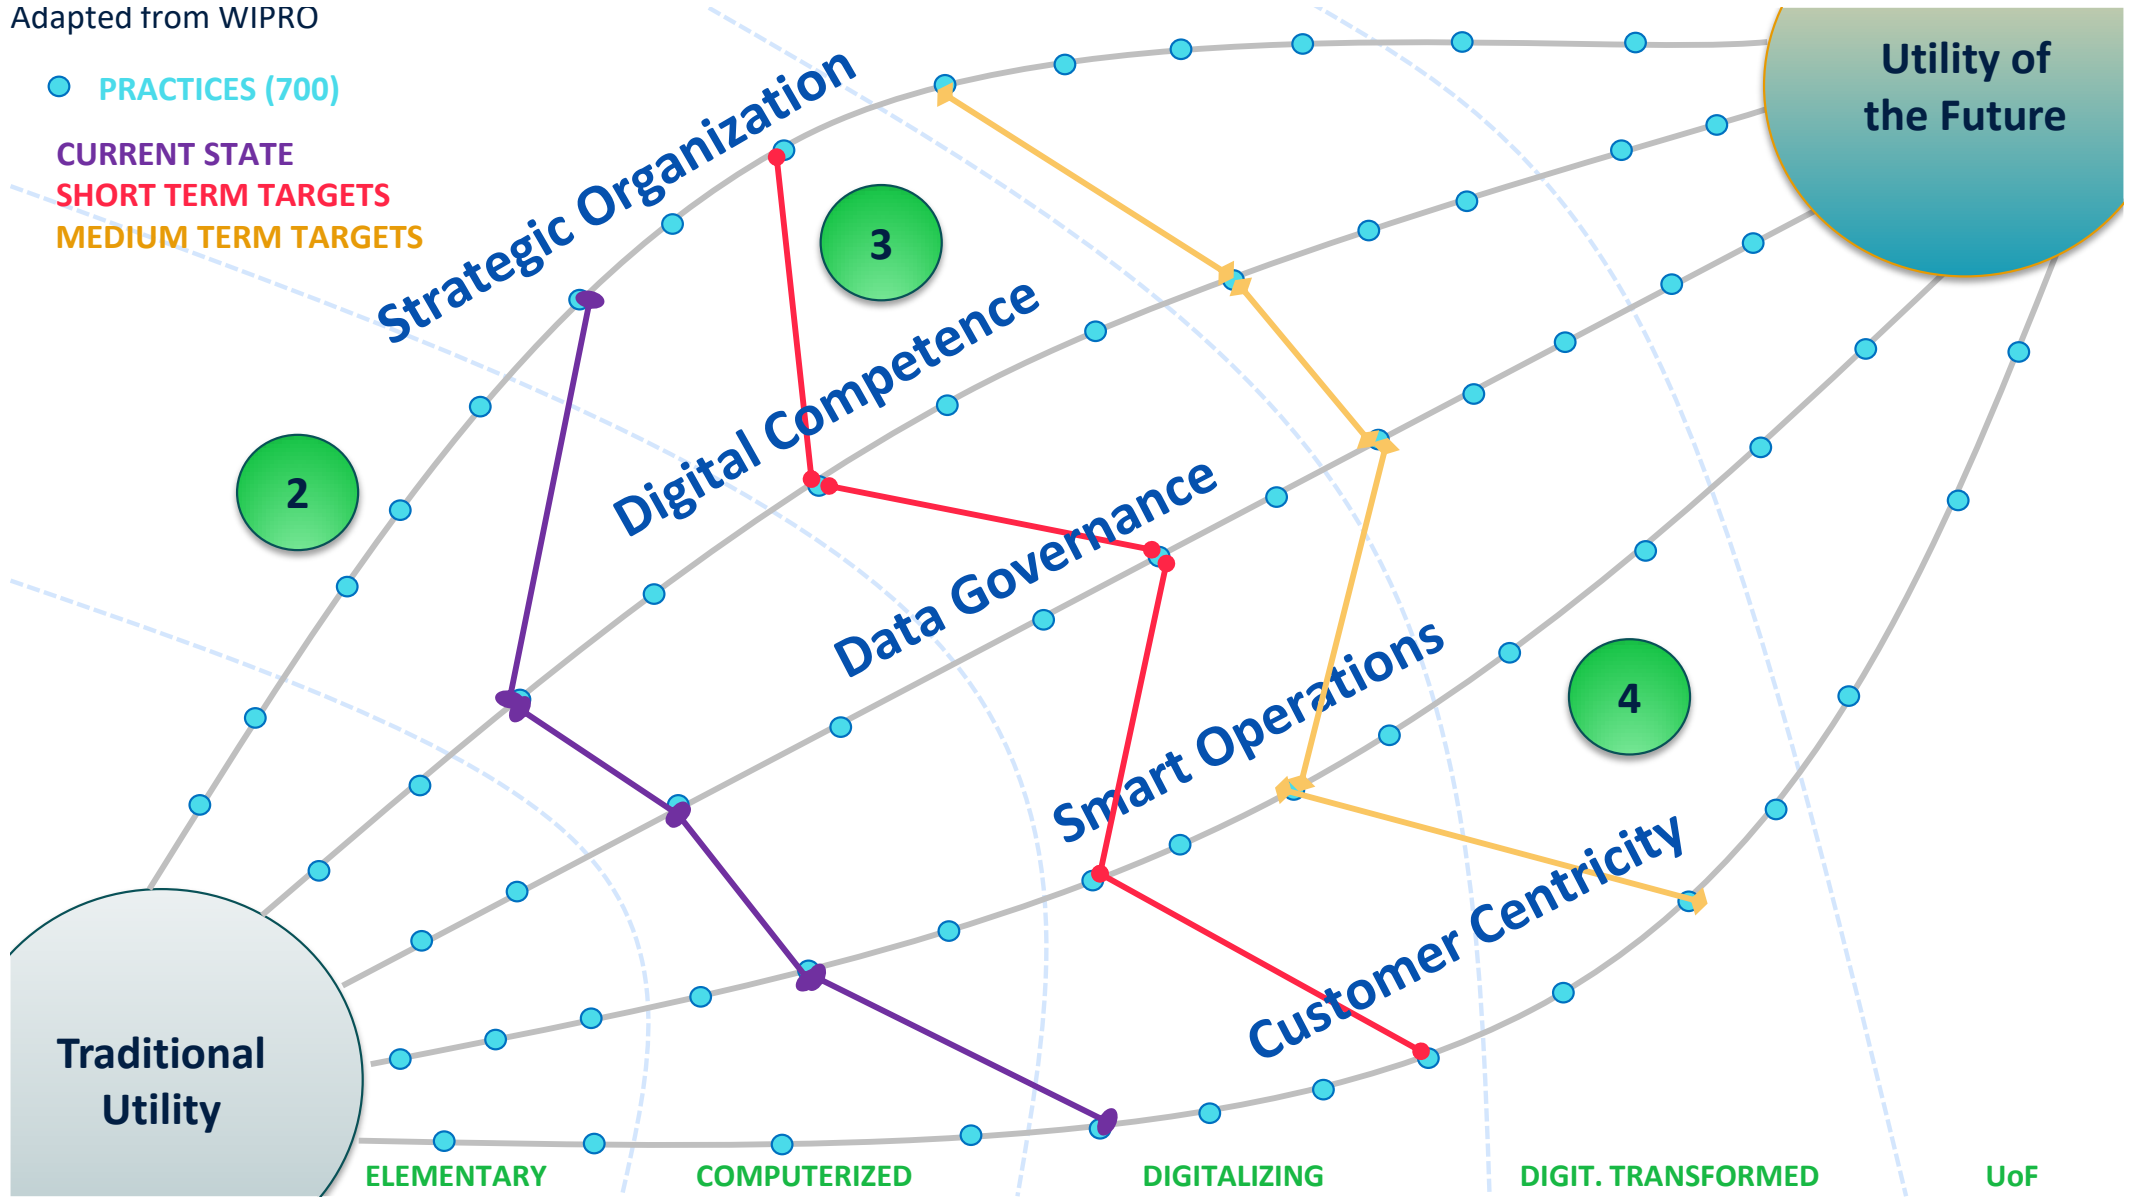 Adapted from WIPRO
PRACTICES (700)
CURRENT STATE
SHORT TERM TARGETS
MEDIUM TERM TARGETS
Utility of
the Future
Strategic Organization
3
Digital Competence
2
Data Governance
Smart Operations
4
Customer Centricity
Traditional
Utility
ELEMENTARY
COMPUTERIZED
DIGITALIZING
DIGIT. TRANSFORMED
UoF